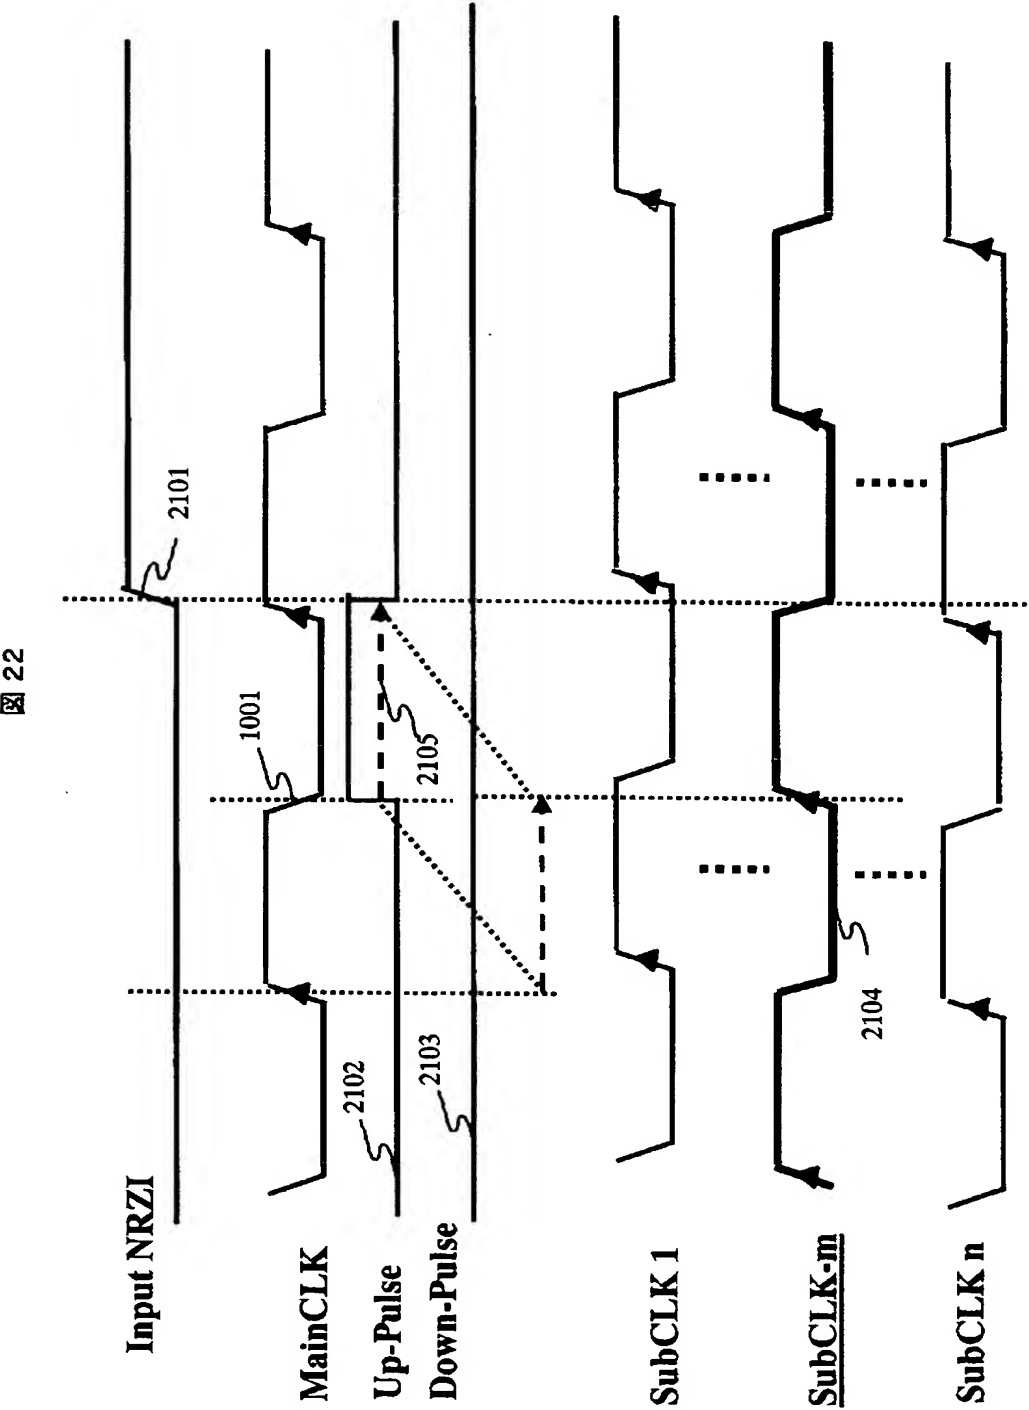 図 22
Input NRZI
2101
MainCLK
1001
Up-Pulse
2102
2105
Down-Pulse
2103
SubCLK 1
SubCLK-m
2104
SubCLK n